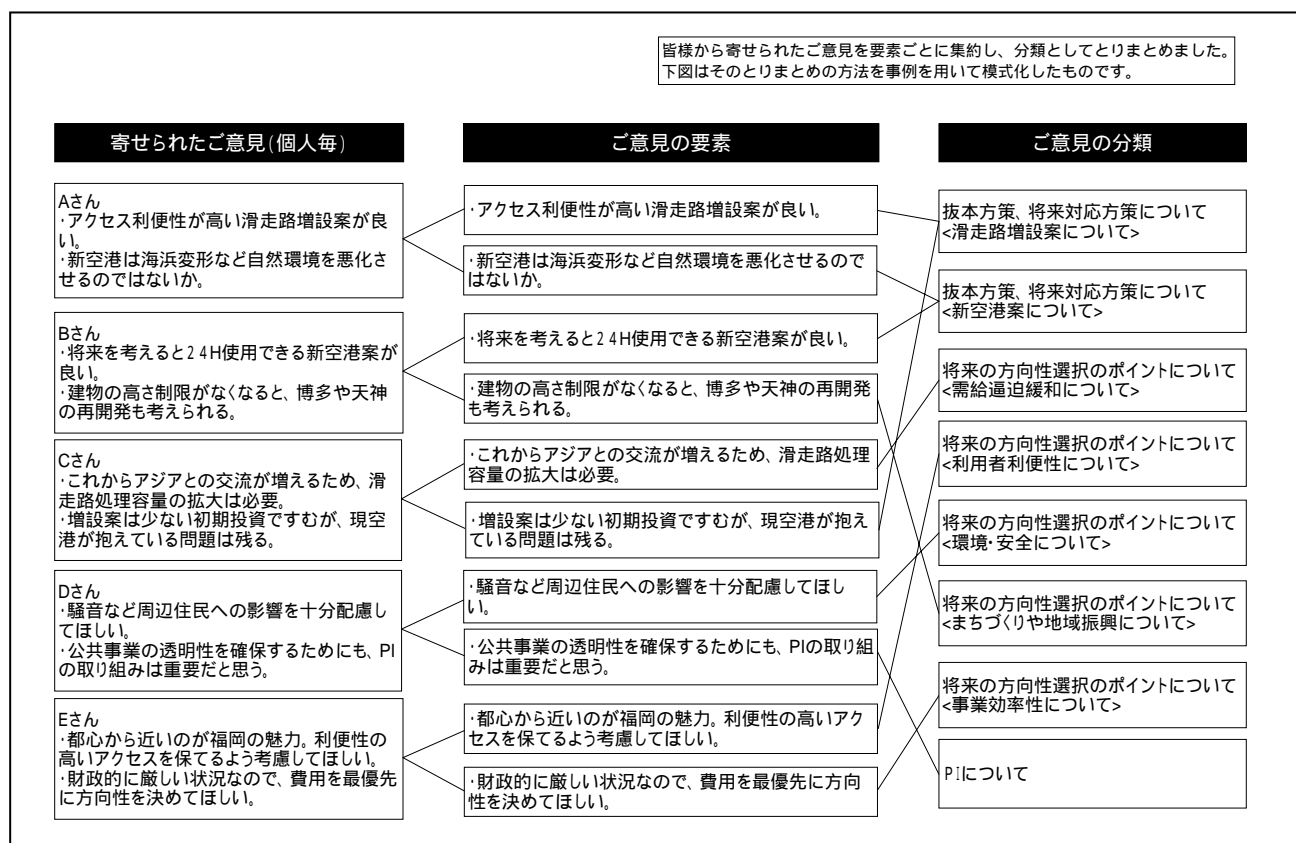 皆様から寄せられたご意見を要素ごとに集約し、分類としてとりまとめました。
下図はそのとりまとめの方法を事例を用いて模式化したものです。
寄せられたご意見(個人毎)
Aさん
・アクセス利便性が高い滑走路増設案が良
い。
・新空港は海浜変形など自然環境を悪化さ
せるのではないか。
Bさん
・将来を考えると24H使用できる新空港案が
良い。
・建物の高さ制限がなくなると、博多や天神
の再開発も考えられる。
Cさん
・これからアジアとの交流が増えるため、滑
走路処理容量の拡大は必要。
・増設案は少ない初期投資ですむが、現空
港が抱えている問題は残る。
Dさん
・騒音など周辺住民への影響を十分配慮し
てほしい。
・公共事業の透明性を確保するためにも、PI
の取り組みは重要だと思う。
Eさん
・都心から近いのが福岡の魅力。利便性の
高いアクセスを保てるよう考慮してほしい。
・財政的に厳しい状況なので、費用を最優先
に方向性を決めてほしい。
ご意見の要素
・アクセス利便性が高い滑走路増設案が良い。
・新空港は海浜変形など自然環境を悪化させるので
はないか。
・将来を考えると24H使用できる新空港案が良い。
・建物の高さ制限がなくなると、博多や天神の再開発
も考えられる。
・これからアジアとの交流が増えるため、滑走路処理
容量の拡大は必要。
・増設案は少ない初期投資ですむが、現空港が抱え
ている問題は残る。
・騒音など周辺住民への影響を十分配慮してほし
い。
・公共事業の透明性を確保するためにも、PIの取り組
みは重要だと思う。
・都心から近いのが福岡の魅力。利便性の高いアク
セスを保てるよう考慮してほしい。
・財政的に厳しい状況なので、費用を最優先に方向
性を決めてほしい。
ご意見の分類
抜本方策、将来対応方策について
<滑走路増設案について>
抜本方策、将来対応方策について
<新空港案について>
将来の方向性選択のポイントについて
<需給逼迫緩和について>
将来の方向性選択のポイントについて
<利用者利便性について>
将来の方向性選択のポイントについて
<環境・安全について>
将来の方向性選択のポイントについて
<まちづくりや地域振興について>
将来の方向性選択のポイントについて
<事業効率性について>
PIについて